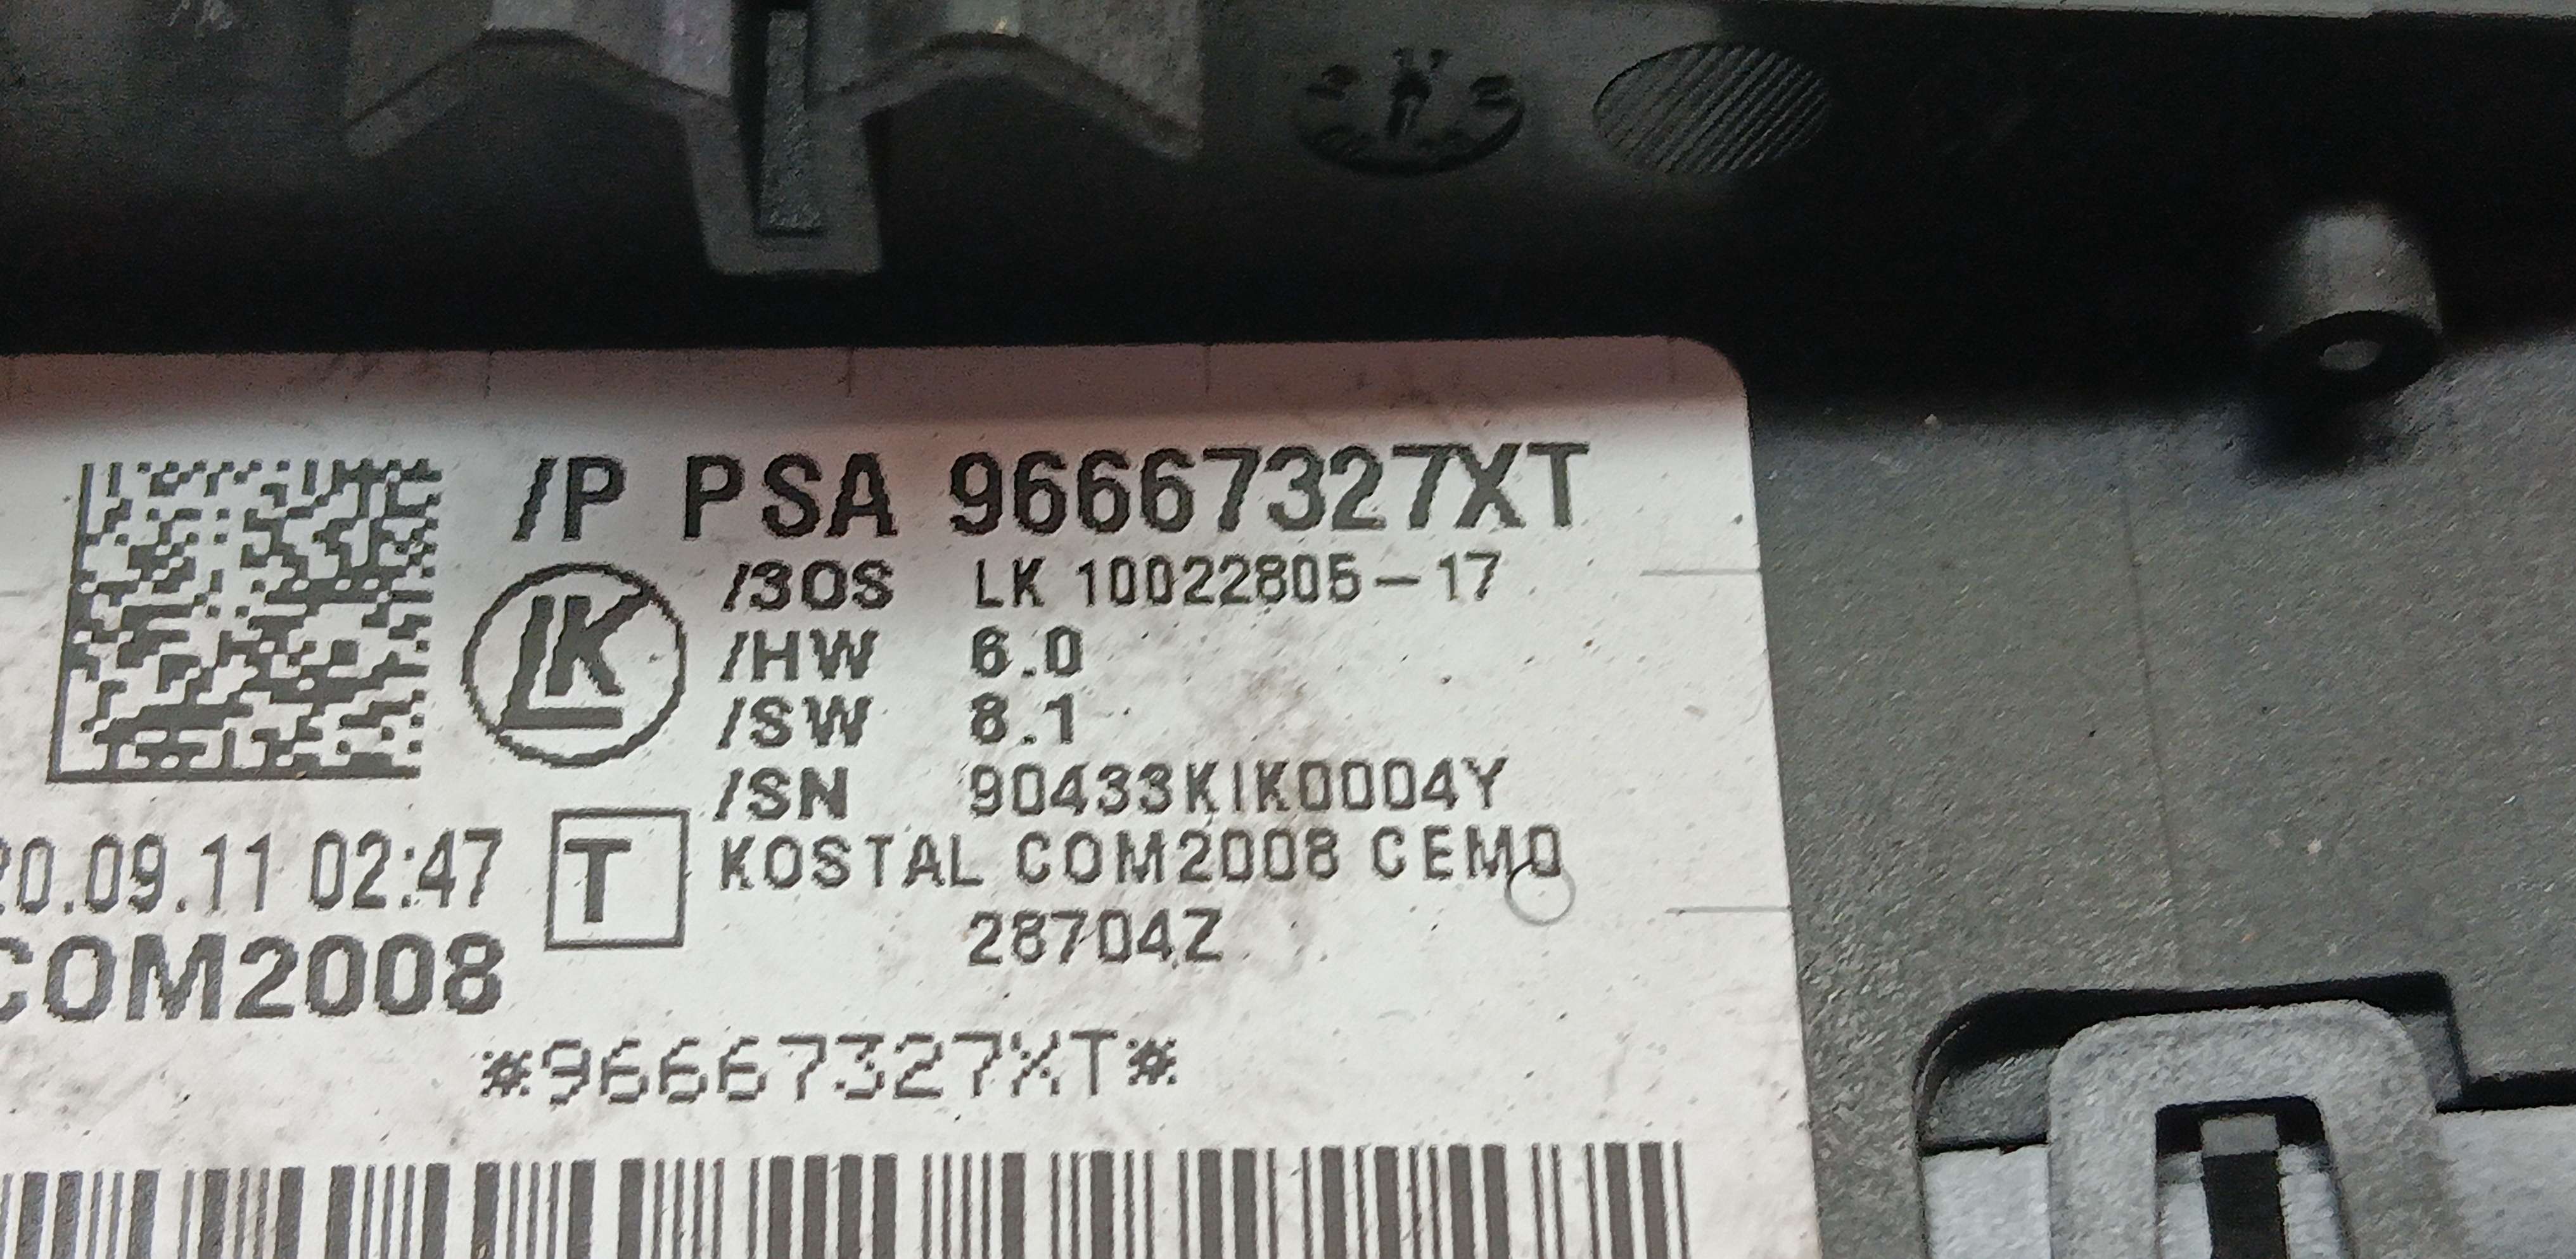 /P PSA 96667327XT
LK
/3OS LK 10022805-17
/HW 6.0
/SW 8.1
/SN 90433KIK0004Y
20.09.11 02:47
T
KOSTAL COM2008 CEM0
28704Z
COM2008
*96667327XT*